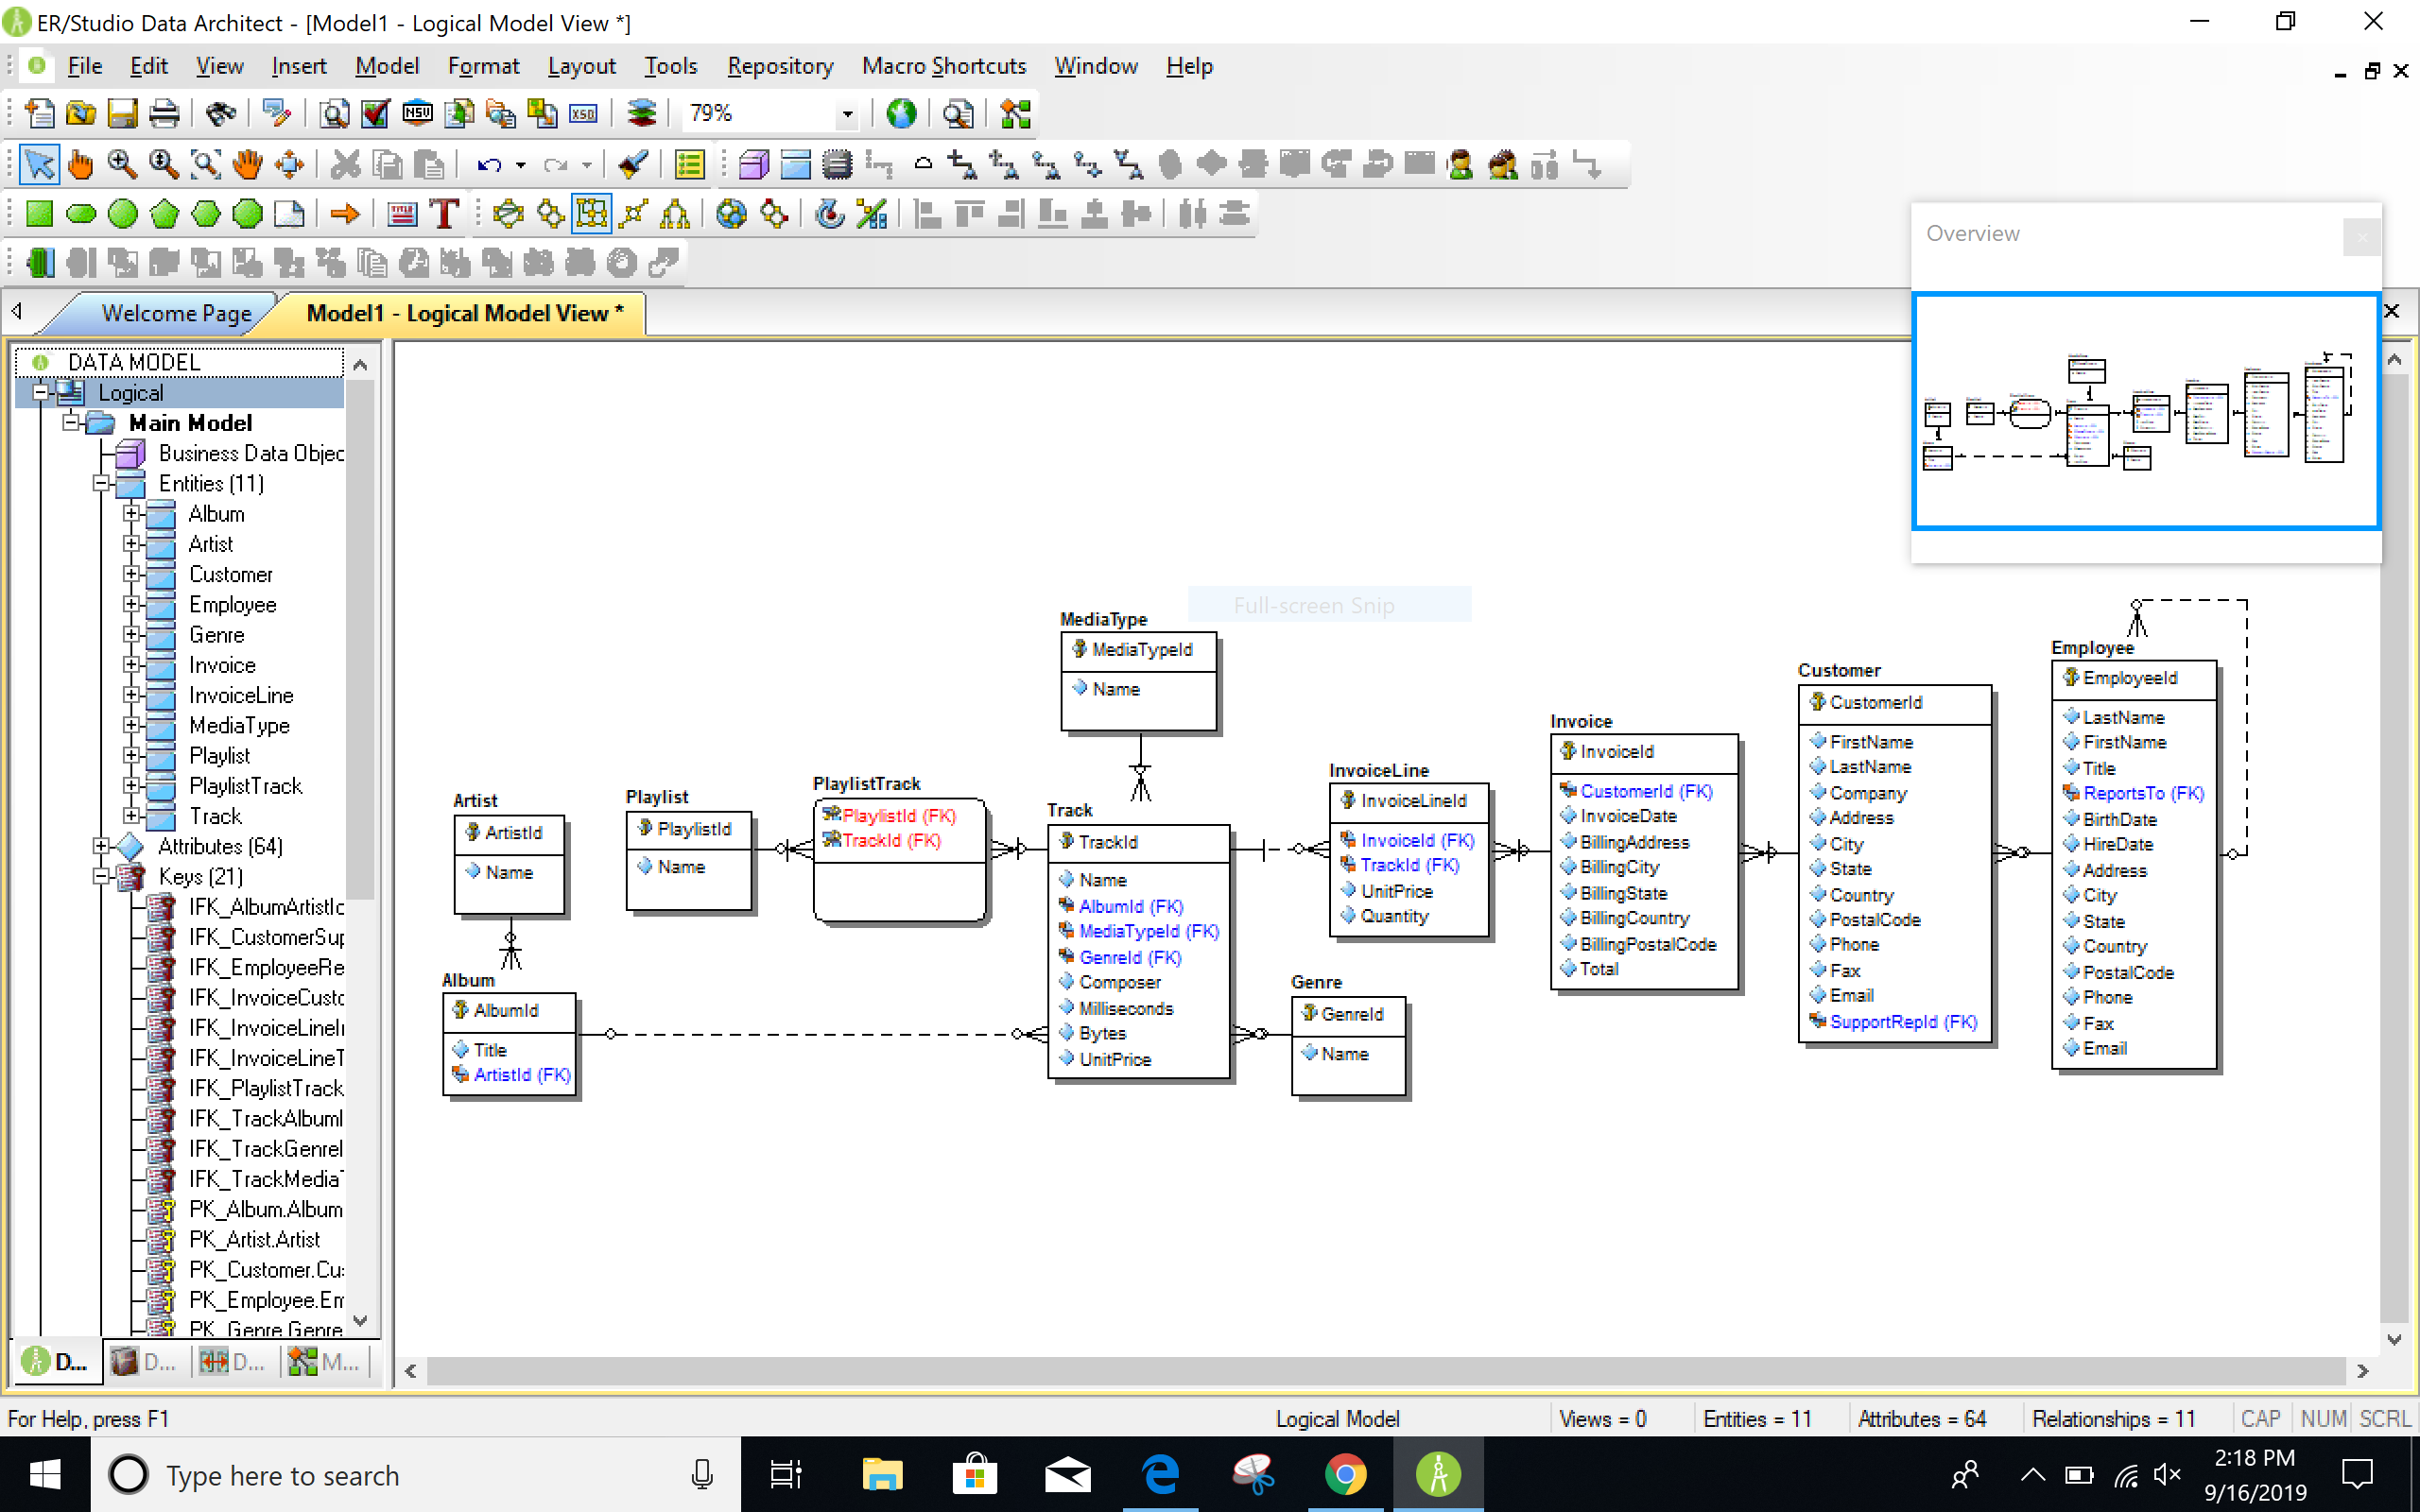 ER/Studio Data Architect - [Model1 - Logical Model View *]
File Edit View Insert Model Format Layout Tools Repository Macro Shortcuts Window Help
NSV XSD 79%
TITLE T
Overview
Welcome Page Model1 - Logical Model View *
DATA MODEL
Logical
Main Model
Business Data Objec
Entities (11)
Album
Artist
Customer
Employee
Genre
Invoice
InvoiceLine
MediaType
Playlist
PlaylistTrack
Track
Attributes (64)
Keys (21)
IFK_AlbumArtistIc
IFK_CustomerSup
IFK_EmployeeRe
IFK_InvoiceCustc
IFK_InvoiceLineIr
IFK_InvoiceLineT
IFK_PlaylistTrack
IFK_TrackAlbumI
IFK_TrackGenreI
IFK_TrackMediaT
PK_Album.Album
PK_Artist.Artist
PK_Customer.Cus
PK_Employee.Em
PK_Genre.Genre
D... D... D... M...
Full-screen Snip
Artist
ArtistId
Name
Album
AlbumId
Title
ArtistId (FK)
Playlist
PlaylistId
Name
PlaylistTrack
PlaylistId (FK)
TrackId (FK)
MediaType
MediaTypeId
Name
Track
TrackId
Name
AlbumId (FK)
MediaTypeId (FK)
GenreId (FK)
Composer
Milliseconds
Bytes
UnitPrice
Genre
GenreId
Name
InvoiceLine
InvoiceLineId
InvoiceId (FK)
TrackId (FK)
UnitPrice
Quantity
Invoice
InvoiceId
CustomerId (FK)
InvoiceDate
BillingAddress
BillingCity
BillingState
BillingCountry
BillingPostalCode
Total
Customer
CustomerId
FirstName
LastName
Company
Address
City
State
Country
PostalCode
Phone
Fax
Email
SupportRepId (FK)
Employee
EmployeeId
LastName
FirstName
Title
ReportsTo (FK)
BirthDate
HireDate
Address
City
State
Country
PostalCode
Phone
Fax
Email
For Help, press F1 Logical Model Views = 0 Entities = 11 Attributes = 64 Relationships = 11 CAP NUM SCRL
Type here to search
2:18 PM
9/16/2019